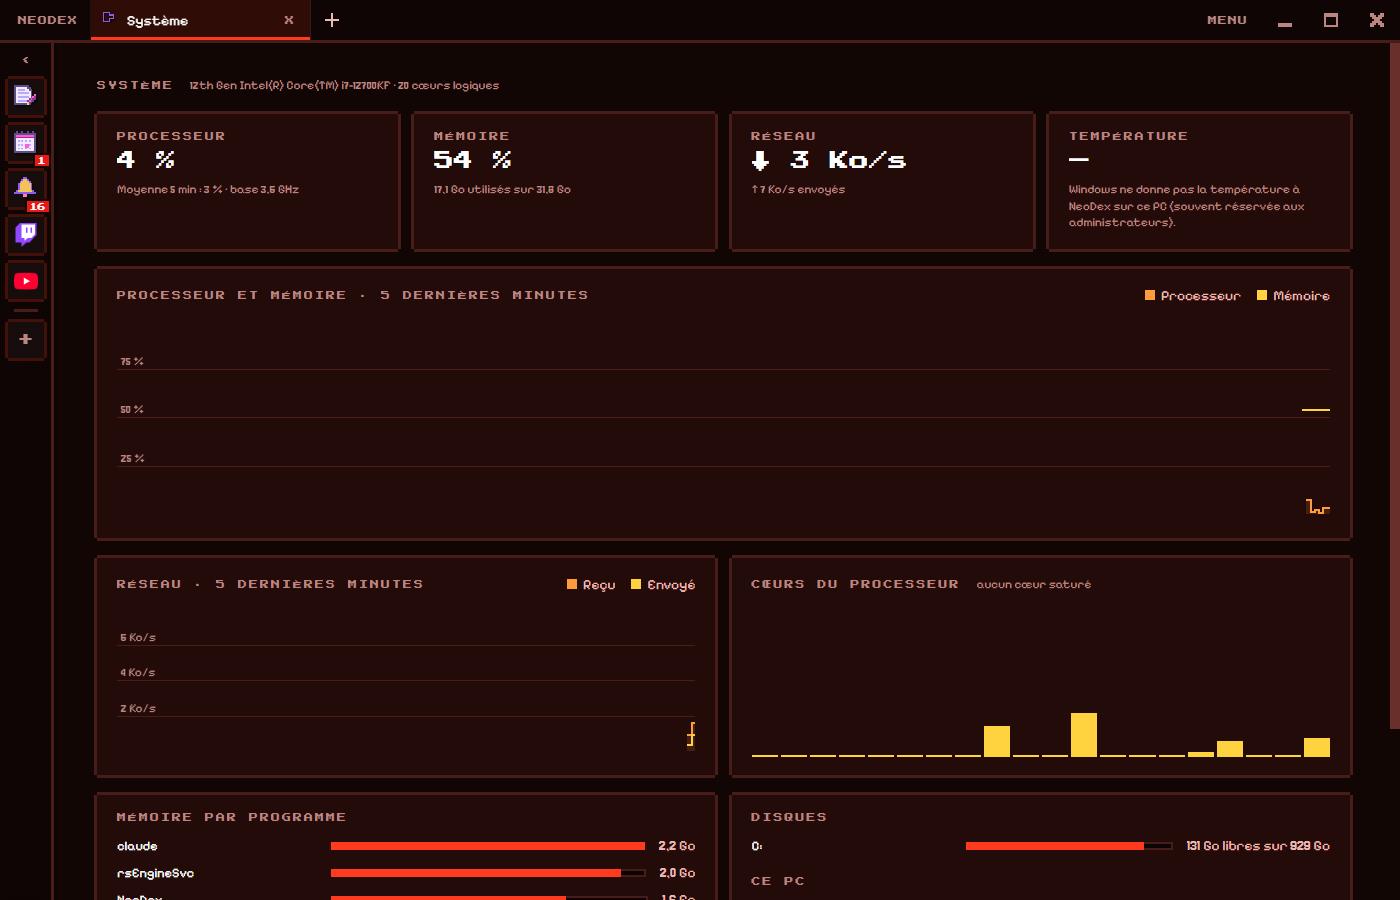 NEODEX
Système
MENU
1
16
SYSTÈME 12th Gen Intel(R) Core(TM) i7-12700KF · 20 cœurs logiques
PROCESSEUR
4 %
Moyenne 5 min : 3 % · base 3,6 GHz
MÉMOIRE
54 %
17,1 Go utilisés sur 31,8 Go
RÉSEAU
↓ 3 Ko/s
↑ 7 Ko/s envoyés
TEMPÉRATURE
—
Windows ne donne pas la température à
NeoDex sur ce PC (souvent réservée aux
administrateurs).
PROCESSEUR ET MÉMOIRE · 5 DERNIÈRES MINUTES
Processeur Mémoire
75 %
50 %
25 %
RÉSEAU · 5 DERNIÈRES MINUTES
Reçu Envoyé
6 Ko/s
4 Ko/s
2 Ko/s
CŒURS DU PROCESSEUR aucun cœur saturé
MÉMOIRE PAR PROGRAMME
claude 2,2 Go
rsEngineSvc 2,0 Go
NeoDex 1,6 Go
DISQUES
131 Go libres sur 929 Go
CE PC